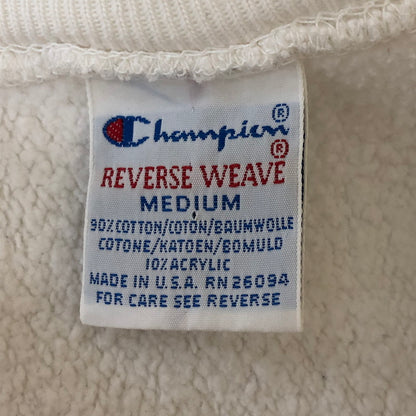 Champion®
REVERSE WEAVE®
MEDIUM
90% COTTON/COTON/BAUMWOLLE
COTONE/KATOEN/BOMULD
10% ACRYLIC
MADE IN U.S.A. RN 26094
FOR CARE SEE REVERSE